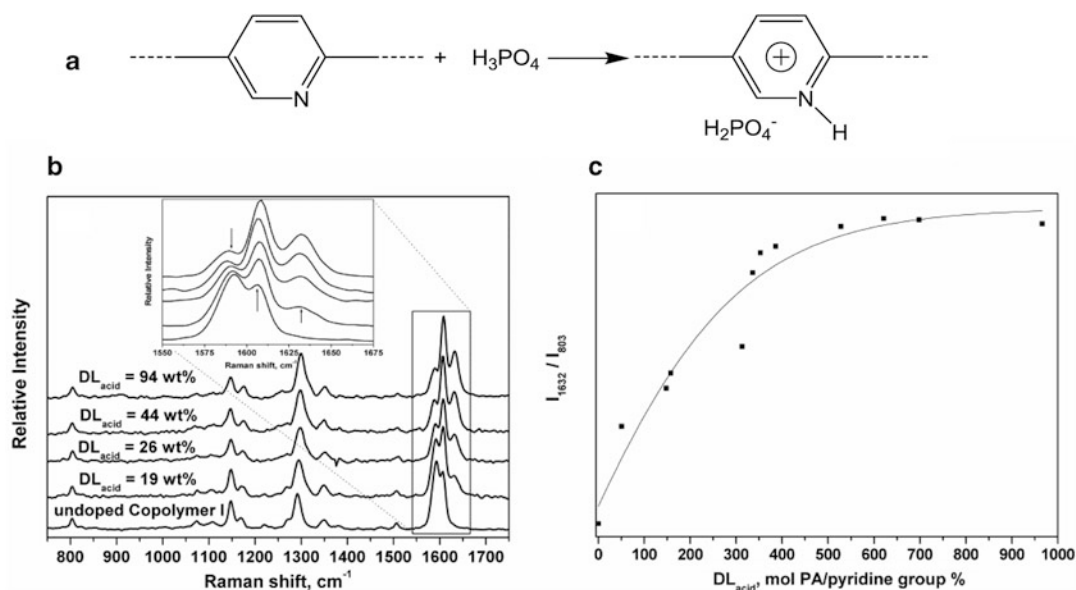 a
+ H₃PO₄
N
+
N
H₂PO₄⁻ H
b
Relative Intensity
DLacid = 94 wt%
DLacid = 44 wt%
DLacid = 26 wt%
DLacid = 19 wt%
undoped Copolymer I
800 900 1000 1100 1200 1300 1400 1500 1600 1700
Raman shift, cm⁻¹
Relative Intensity
1550 1575 1600 1625 1650 1675
Raman shift, cm⁻¹
c
I₁₆₃₂ / I₈₀₃
0 100 200 300 400 500 600 700 800 900 1000
DLacid, mol PA/pyridine group %